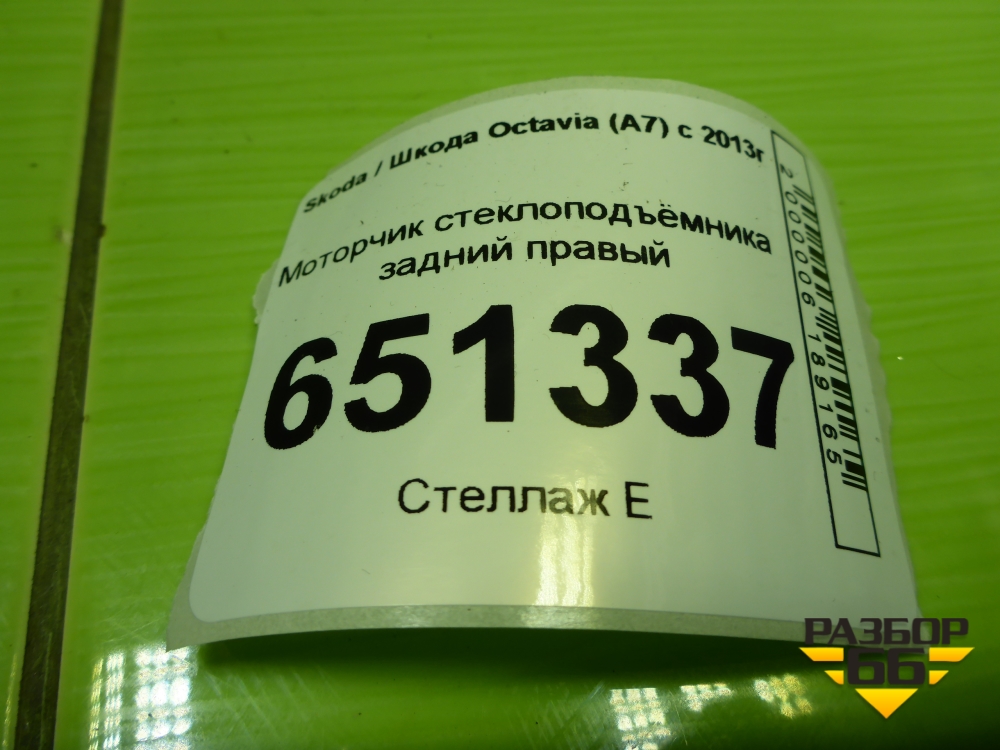 Skoda / Шкода Octavia (A7) с 2013г
Моторчик стеклоподъёмника
задний правый
651337
Стеллаж Е
2000006189165
РАЗБОР
66